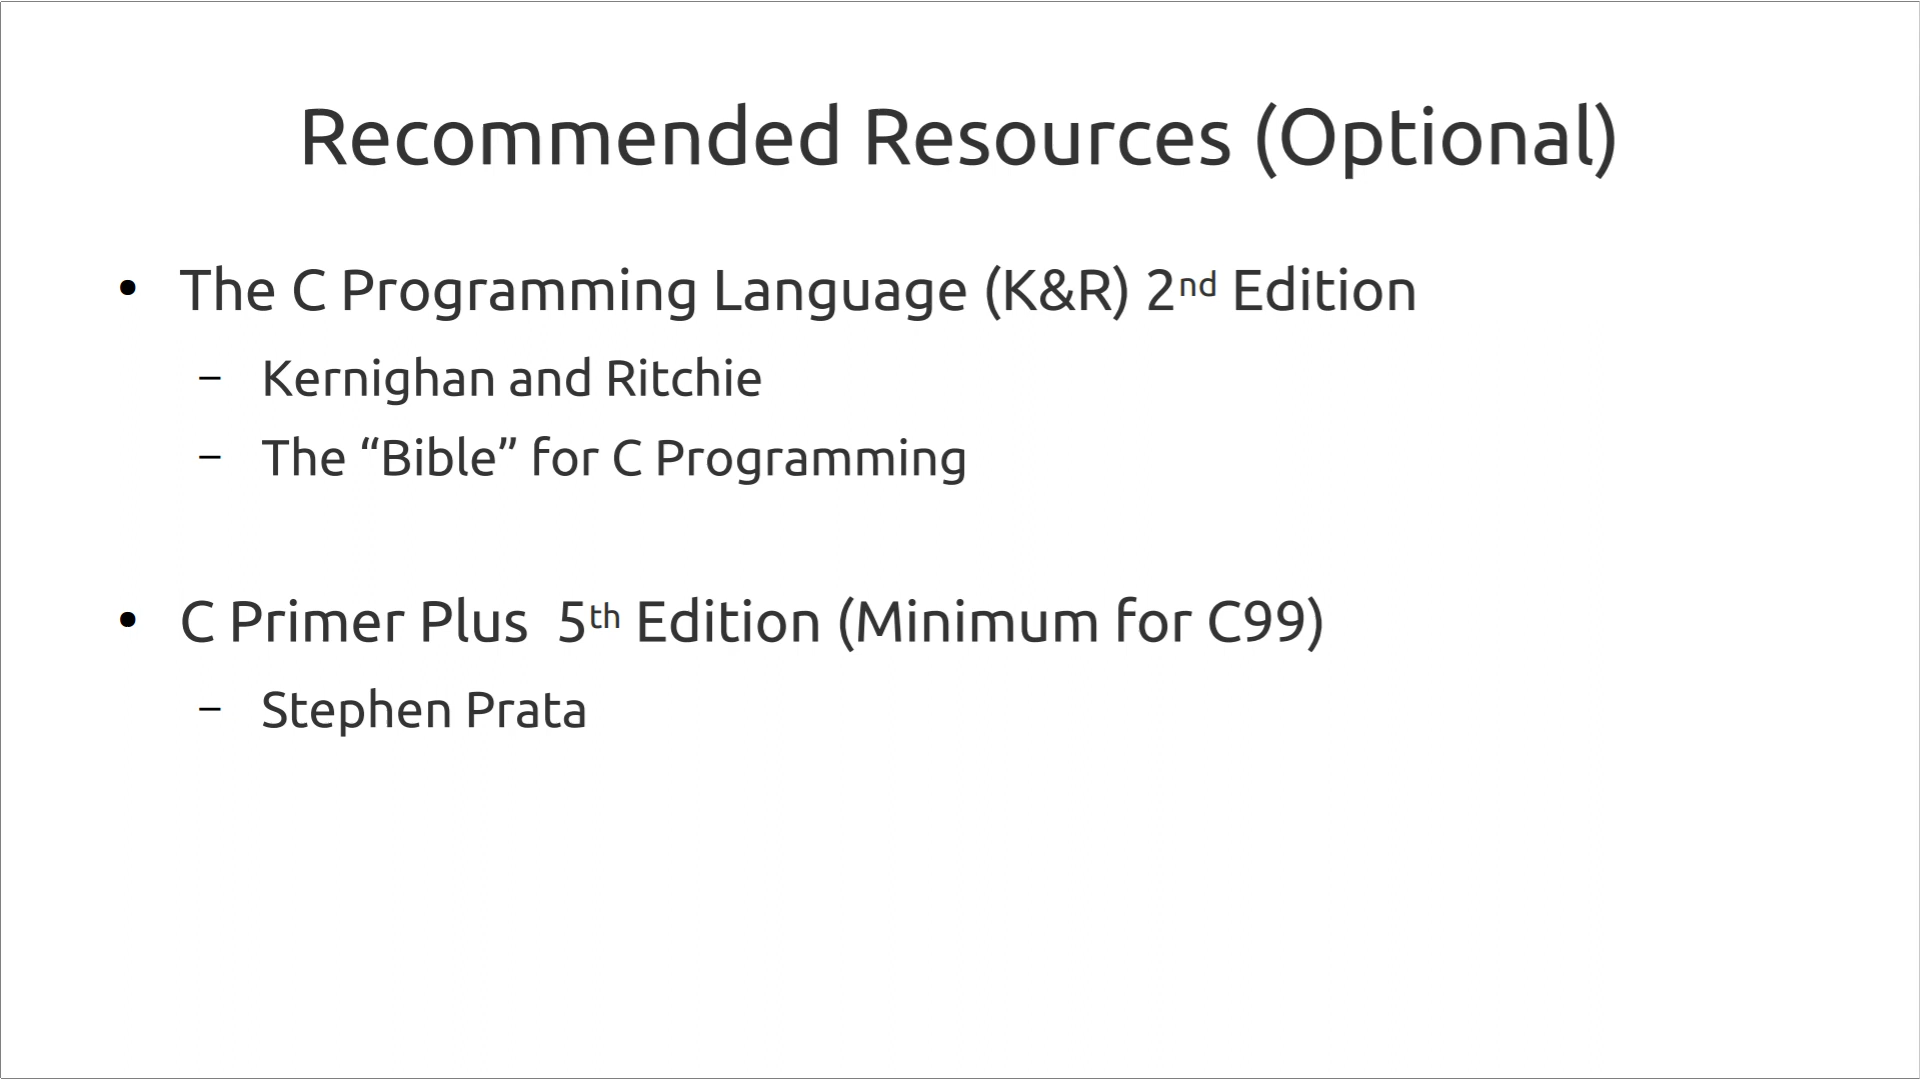 Recommended Resources (Optional)
• The C Programming Language (K&R) 2nd Edition
– Kernighan and Ritchie
– The “Bible” for C Programming
• C Primer Plus  5th Edition (Minimum for C99)
– Stephen Prata